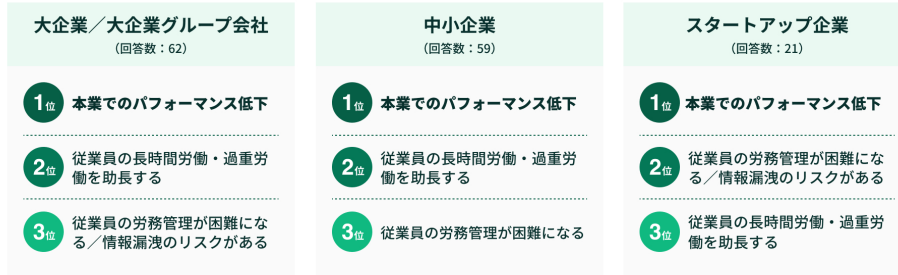 大企業／大企業グループ会社
（回答数：62）
1位 本業でのパフォーマンス低下
2位 従業員の長時間労働・過重労
働を助長する
3位 従業員の労務管理が困難にな
る／情報漏洩のリスクがある
中小企業
（回答数：59）
1位 本業でのパフォーマンス低下
2位 従業員の長時間労働・過重労
働を助長する
3位 従業員の労務管理が困難になる
スタートアップ企業
（回答数：21）
1位 本業でのパフォーマンス低下
2位 従業員の労務管理が困難にな
る／情報漏洩のリスクがある
3位 従業員の長時間労働・過重労
働を助長する